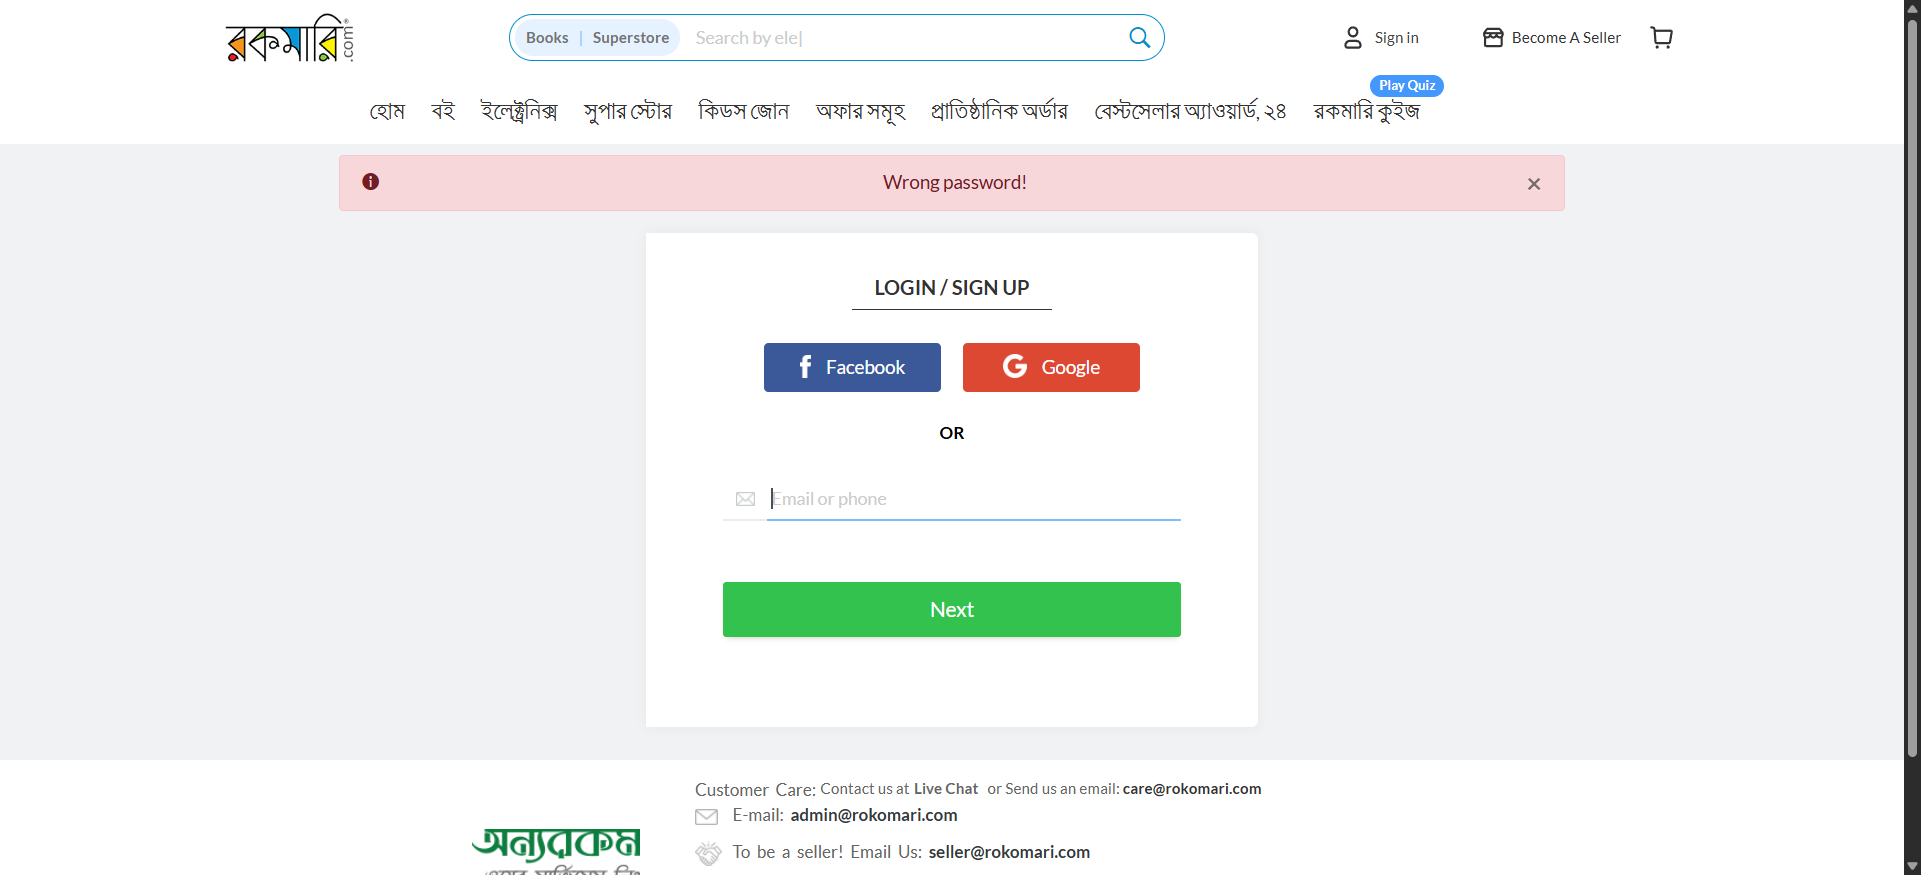 রকমারি.com
Books | Superstore Search by ele
Sign in
Become A Seller
Play Quiz
হোম বই ইলেক্ট্রনিক্স সুপার স্টোর কিডস জোন অফার সমূহ প্রাতিষ্ঠানিক অর্ডার বেস্টসেলার অ্যাওয়ার্ড, ২৪ রকমারি কুইজ
Wrong password!
LOGIN / SIGN UP
Facebook Google
OR
Email or phone
Next
Customer Care: Contact us at Live Chat or Send us an email: care@rokomari.com
E-mail: admin@rokomari.com
To be a seller! Email Us: seller@rokomari.com
অন্যরকম